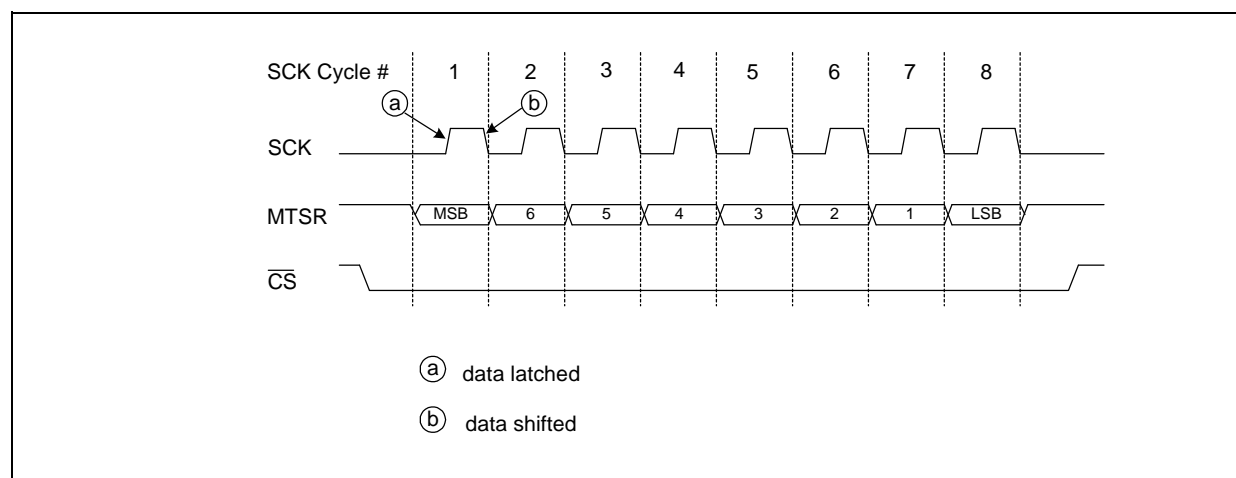 SCK Cycle # 1 2 3 4 5 6 7 8
a b
SCK
MTSR MSB 6 5 4 3 2 1 LSB
C̅S̅
a data latched
b data shifted